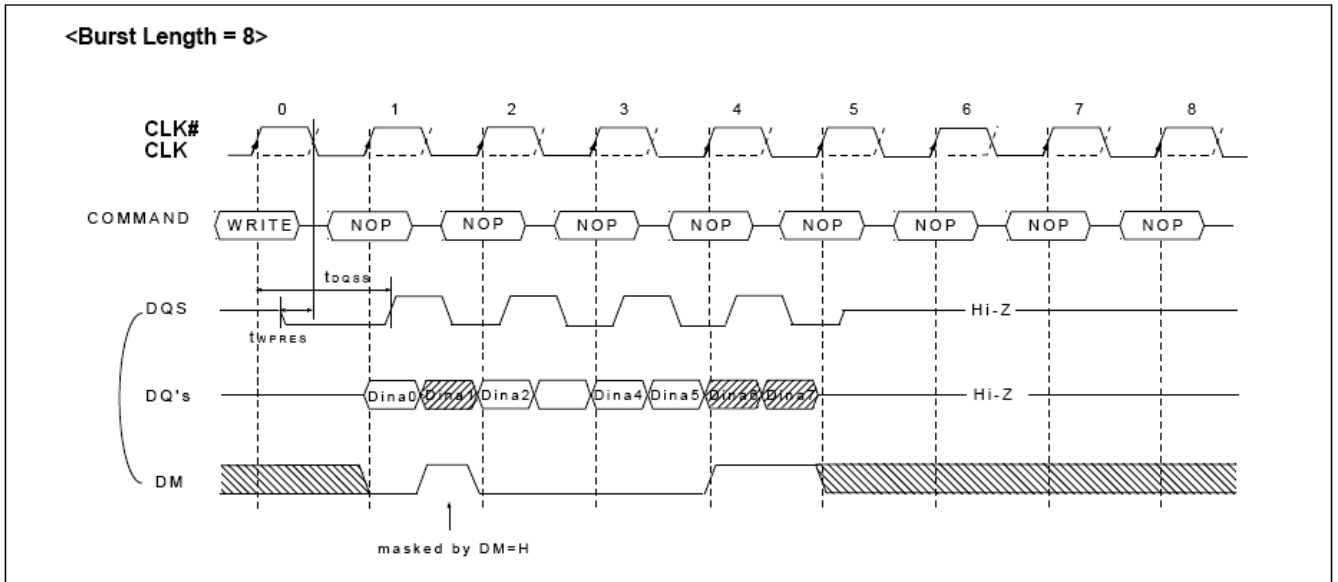 <Burst Length = 8>
0 1 2 3 4 5 6 7 8
CLK#
CLK
COMMAND WRITE NOP NOP NOP NOP NOP NOP NOP NOP
tDQSS
DQS Hi-Z
tWPRES
DQ's Dina0 Dina1 Dina2 Dina4 Dina5 Dina6 Dina7 Hi-Z
DM
masked by DM=H